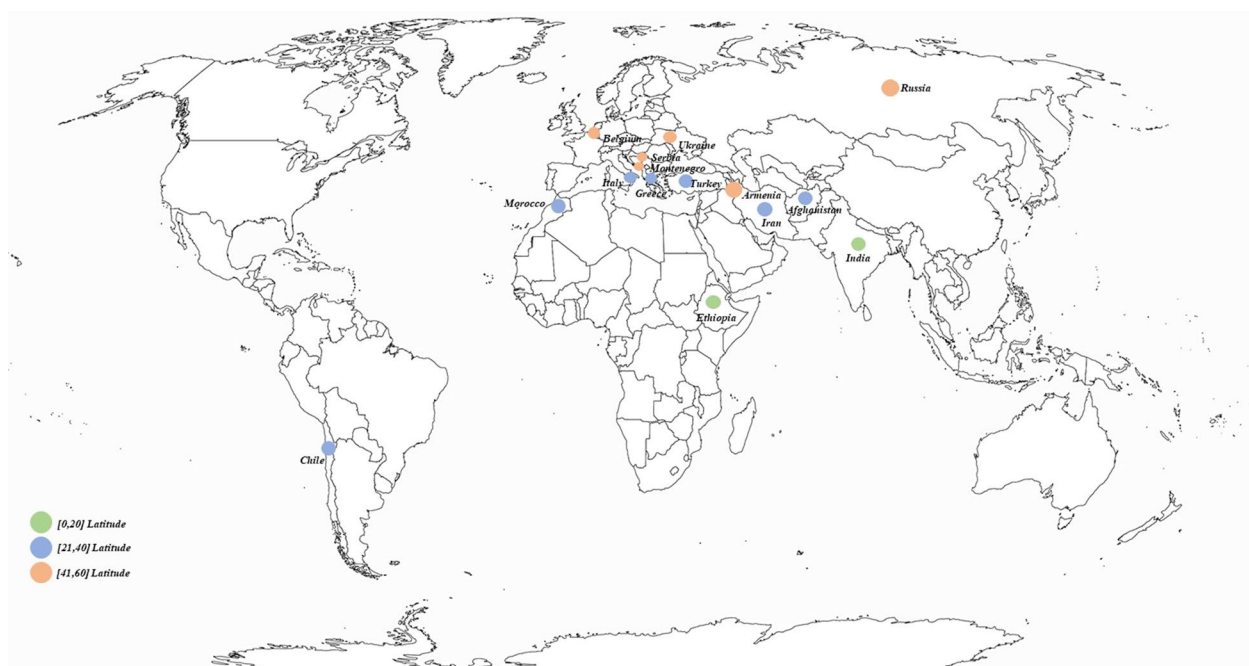 Russia
Belgium
Ukraine
Serbia
Montenegro
Italy
Turkey
Greece
Armenia
Morocco
Afghanistan
Iran
India
Ethiopia
Chile
[0,20] Latitude
[21,40] Latitude
[41,60] Latitude